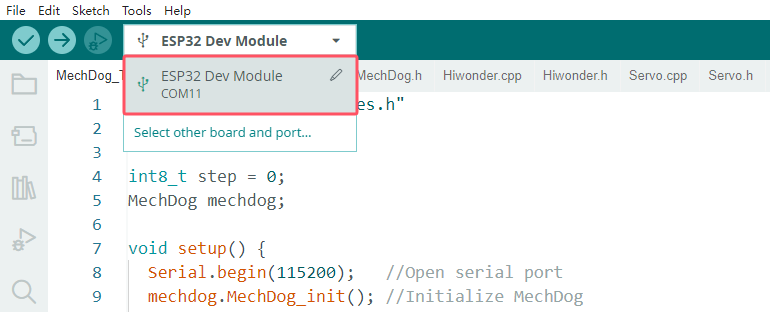 File Edit Sketch Tools Help
ESP32 Dev Module
ESP32 Dev Module
COM11
Select other board and port...
MechDog.h Hiwonder.cpp Hiwonder.h Servo.cpp Servo.h
1 es.h"
2
3
4 int8_t step = 0;
5 MechDog mechdog;
6
7 void setup() {
8 Serial.begin(115200); //Open serial port
9 mechdog.MechDog_init(); //Initialize MechDog